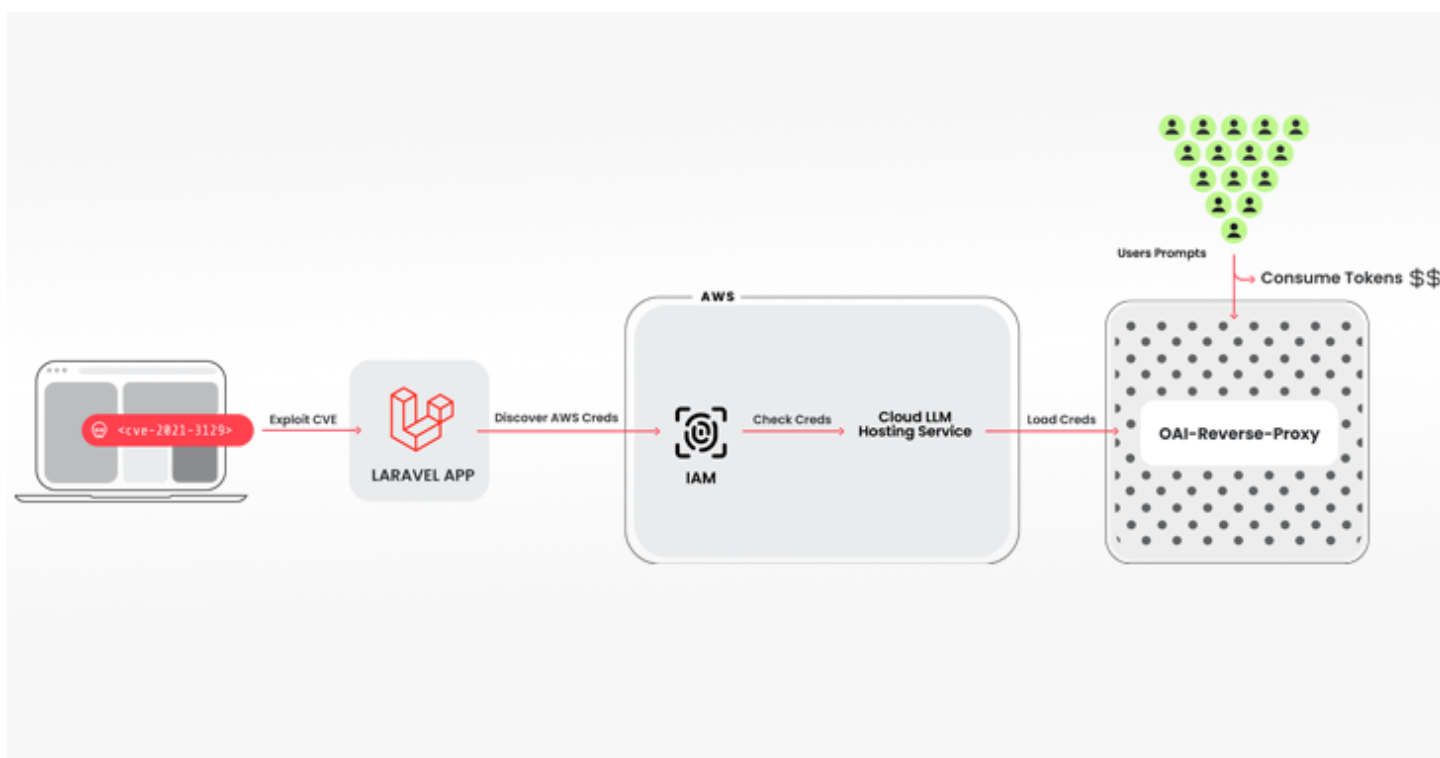 Users Prompts
Consume Tokens $$
AWS
<cve-2021-3129>
Exploit CVE
LARAVEL APP
Discover AWS Creds
IAM
Check Creds
Cloud LLM
Hosting Service
Load Creds
OAI-Reverse-Proxy